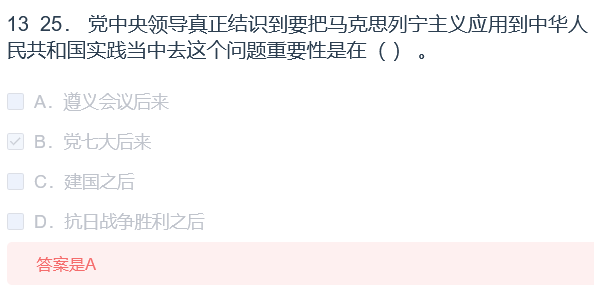 13 25． 党中央领导真正结识到要把马克思列宁主义应用到中华人
民共和国实践当中去这个问题重要性是在（ ） 。
A．遵义会议后来
B．党七大后来
C．建国之后
D．抗日战争胜利之后
答案是A